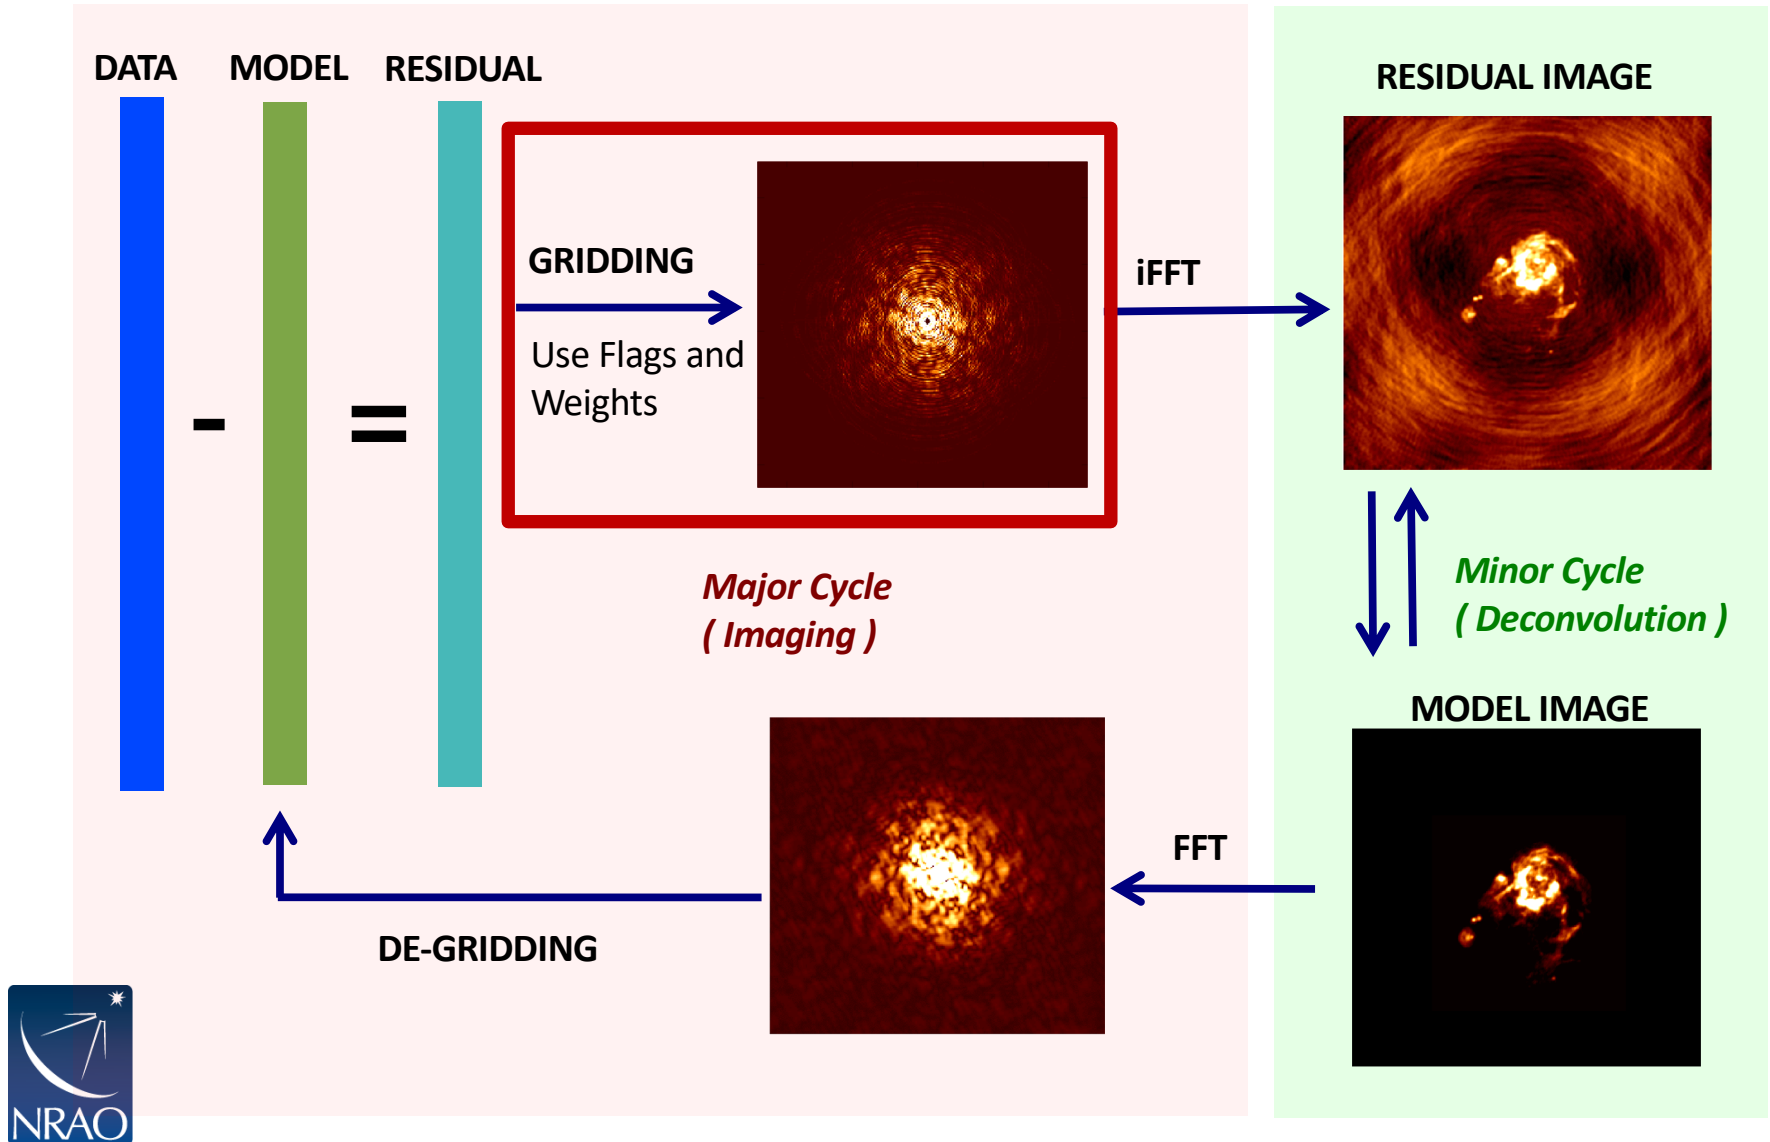 DATA
MODEL
RESIDUAL
RESIDUAL IMAGE
GRIDDING
iFFT
Use Flags and
Weights
-
=
Major Cycle
( Imaging )
Minor Cycle
( Deconvolution )
MODEL IMAGE
FFT
DE-GRIDDING
NRAO